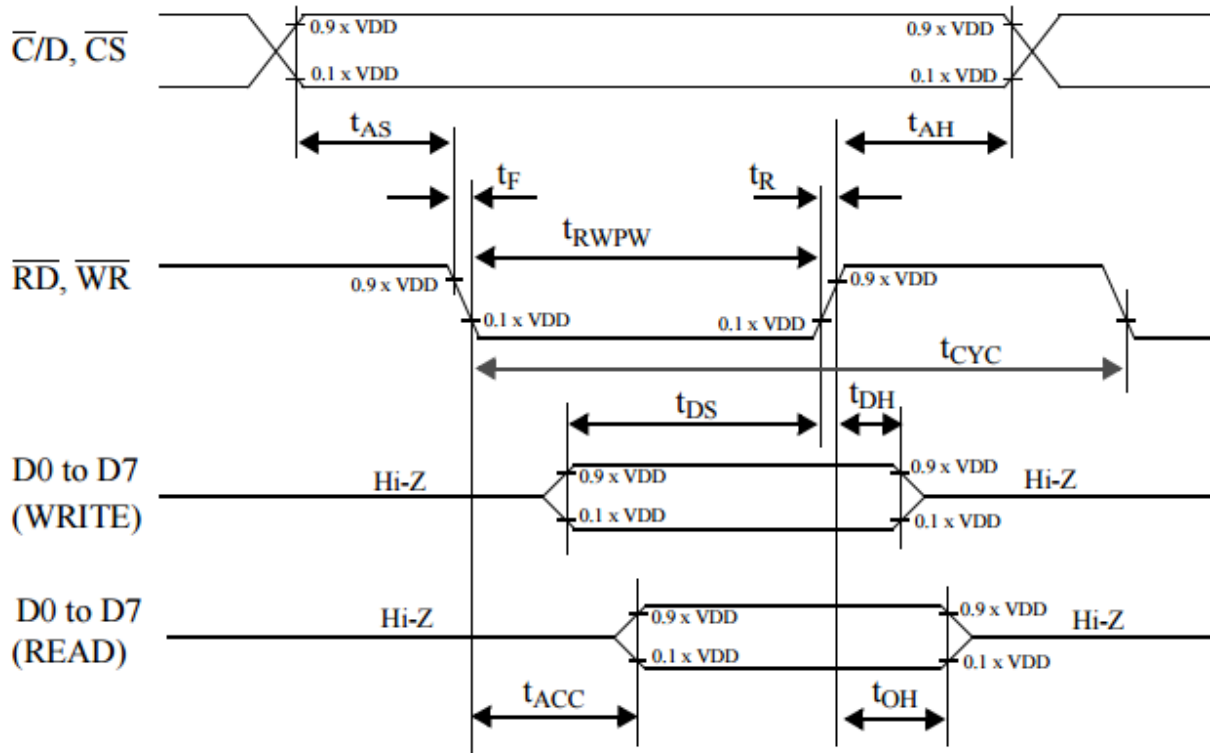 C̅/D, C̅S̅
0.9 x VDD
0.9 x VDD
0.1 x VDD
0.1 x VDD
tAS
tAH
tF
tR
tRWPW
R̅D̅, W̅R̅
0.9 x VDD
0.9 x VDD
0.1 x VDD
0.1 x VDD
tCYC
tDS
tDH
D0 to D7
(WRITE)
Hi-Z
0.9 x VDD
0.9 x VDD
Hi-Z
0.1 x VDD
0.1 x VDD
D0 to D7
(READ)
Hi-Z
0.9 x VDD
0.9 x VDD
Hi-Z
0.1 x VDD
0.1 x VDD
tACC
tOH